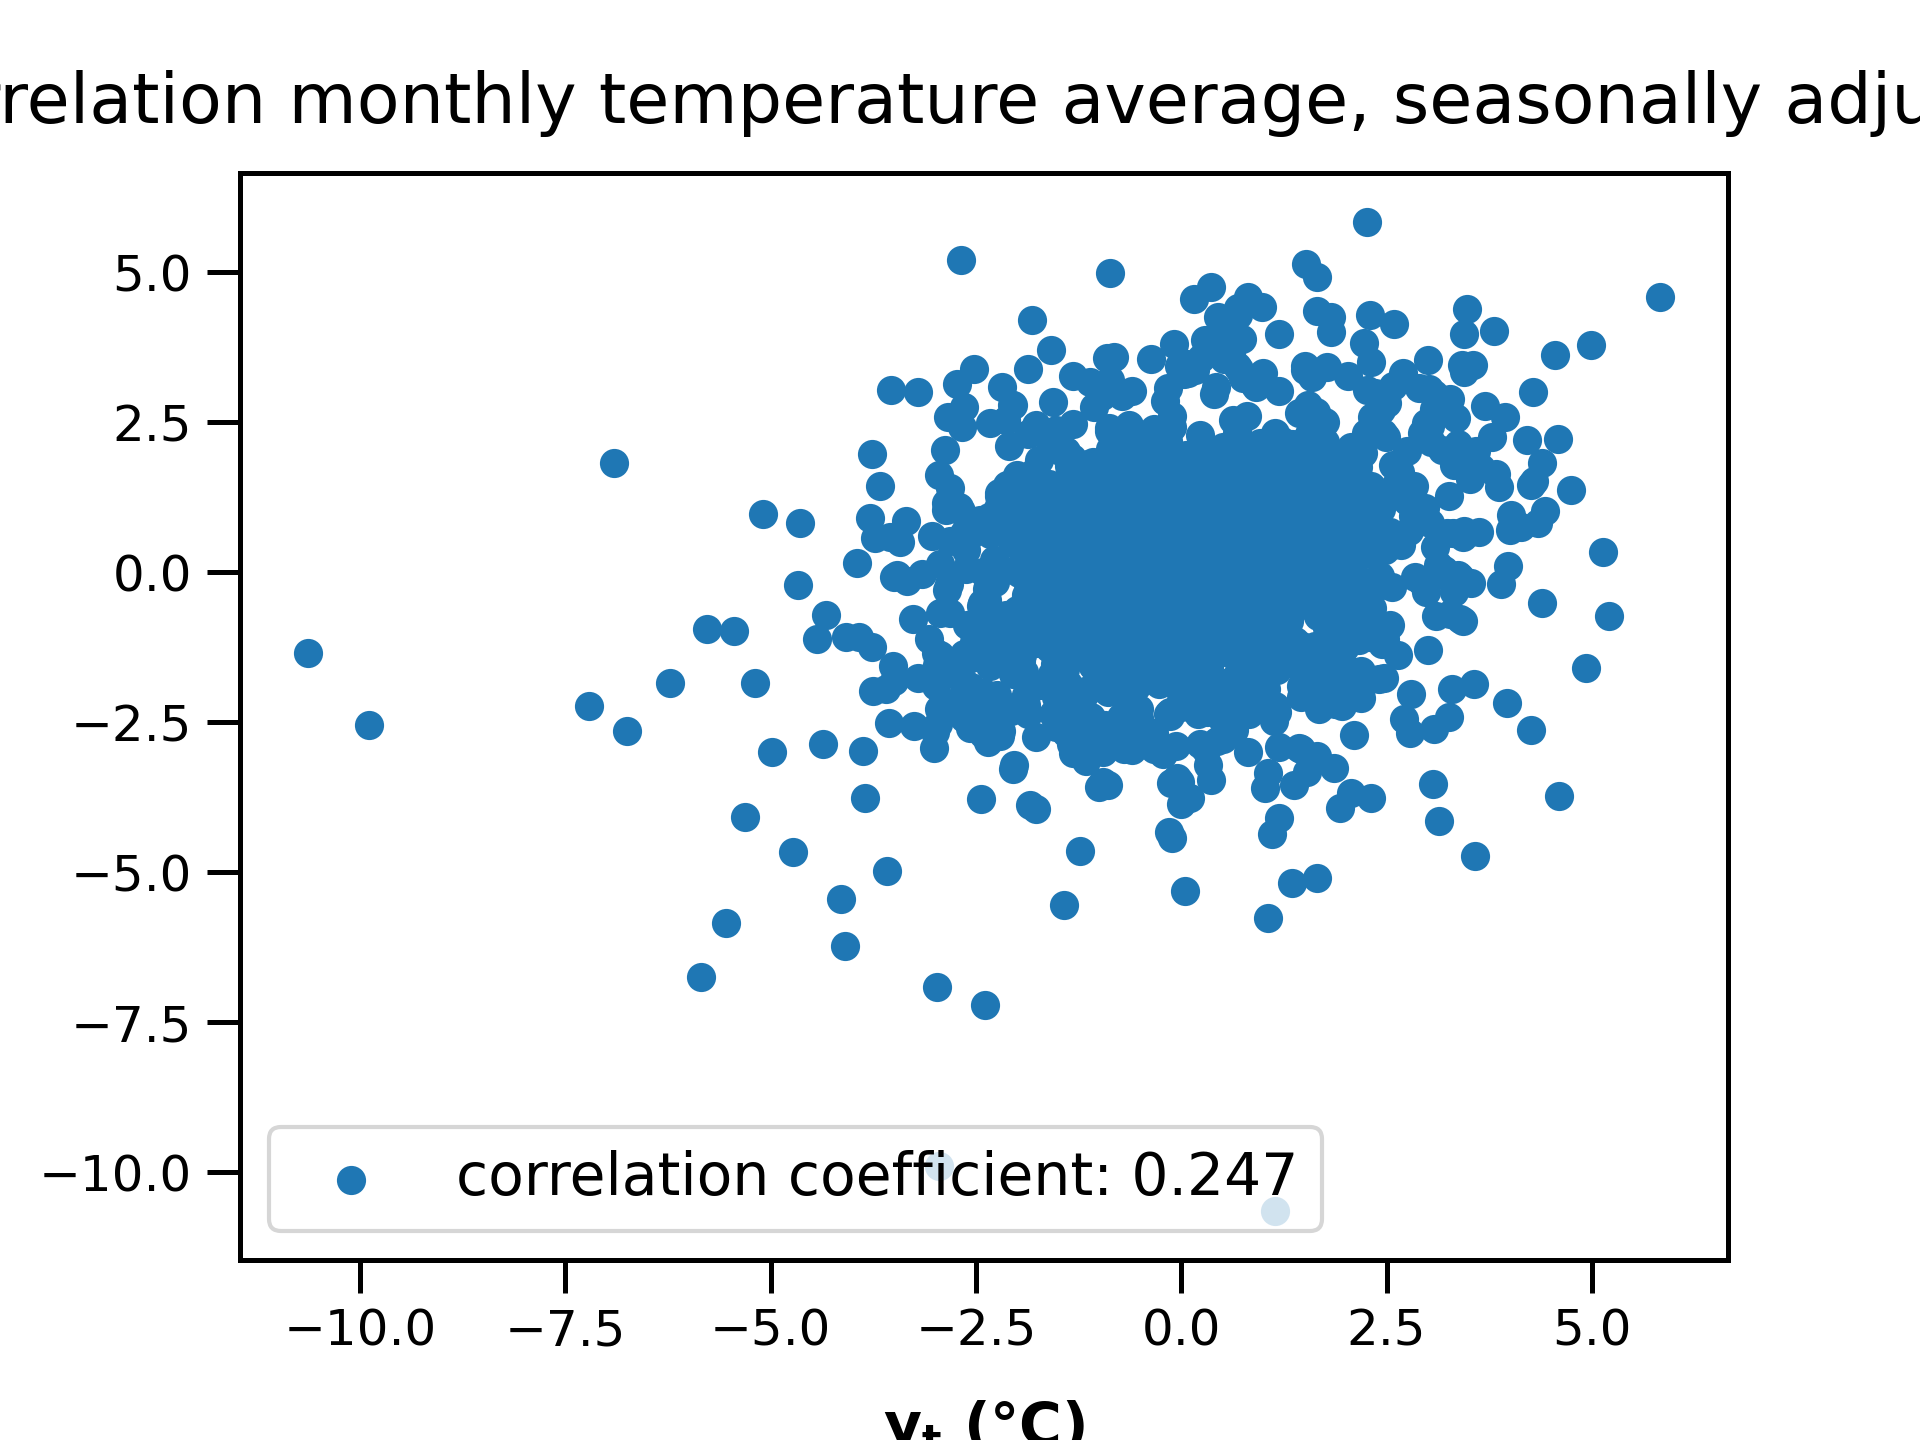 relation monthly temperature average, seasonally adju
5.0
2.5
0.0
−2.5
−5.0
−7.5
−10.0
correlation coefficient: 0.247
−10.0 −7.5 −5.0 −2.5 0.0 2.5 5.0
(°C)